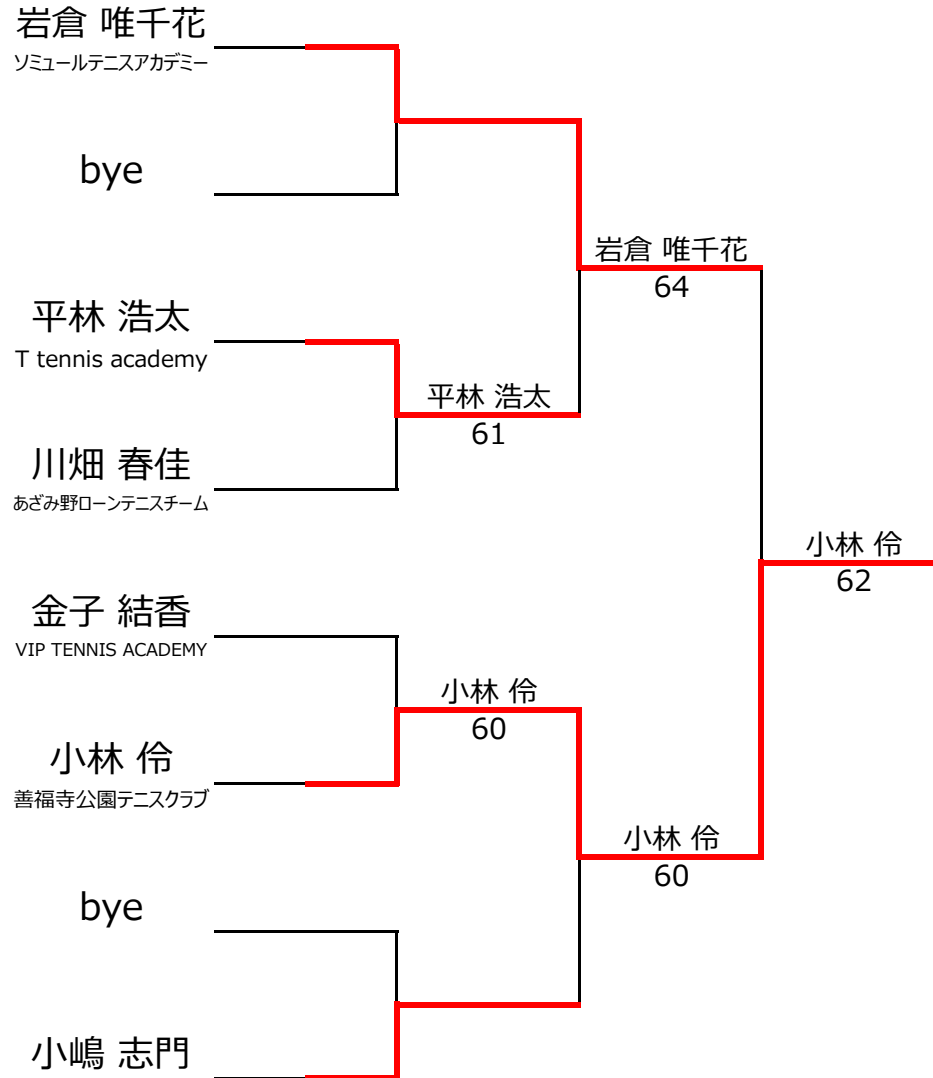 岩倉 唯千花
ソミュールテニスアカデミー
bye
岩倉 唯千花
64
平林 浩太
T tennis academy
平林 浩太
61
川畑 春佳
あざみ野ローンテニスチーム
小林 伶
62
金子 結香
VIP TENNIS ACADEMY
小林 伶
60
小林 伶
善福寺公園テニスクラブ
小林 伶
60
bye
小嶋 志門